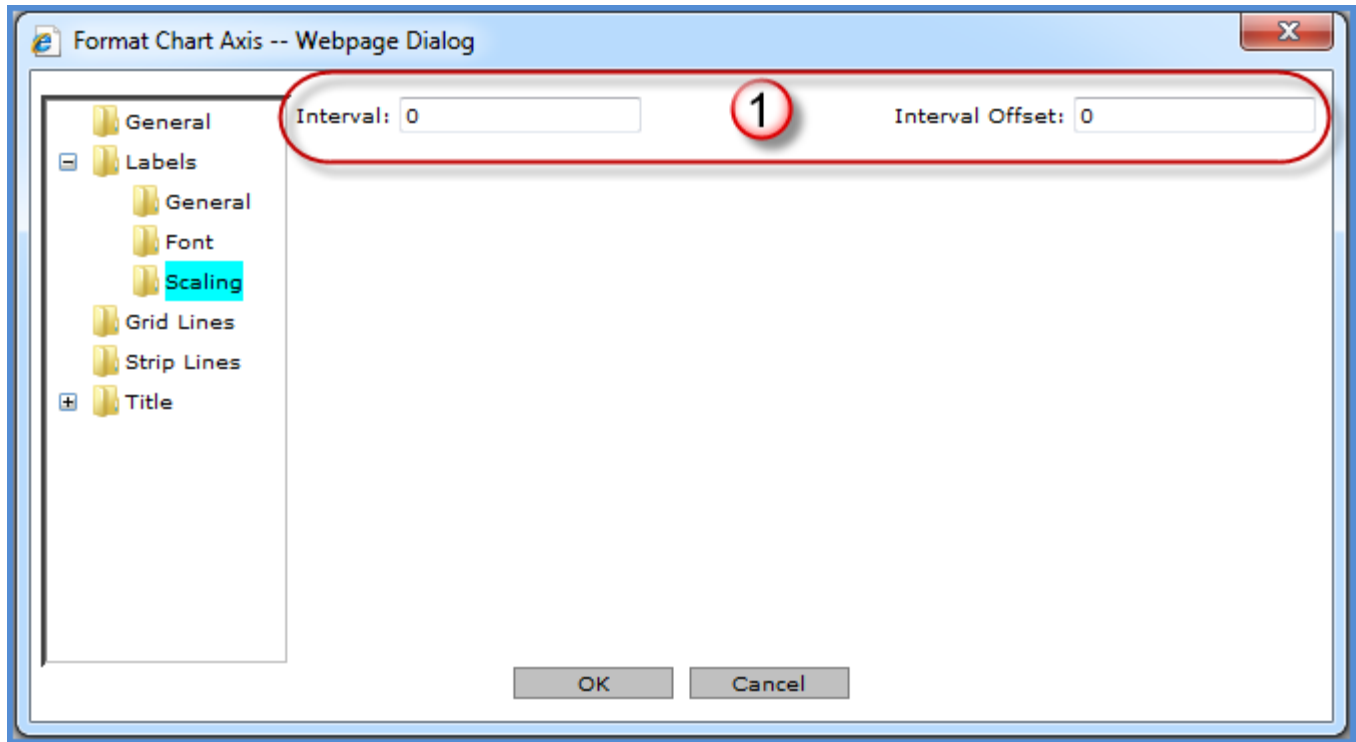 Format Chart Axis -- Webpage Dialog
x
General
Interval: 0
1
Interval Offset: 0
Labels
General
Font
Scaling
Grid Lines
Strip Lines
Title
OK
Cancel